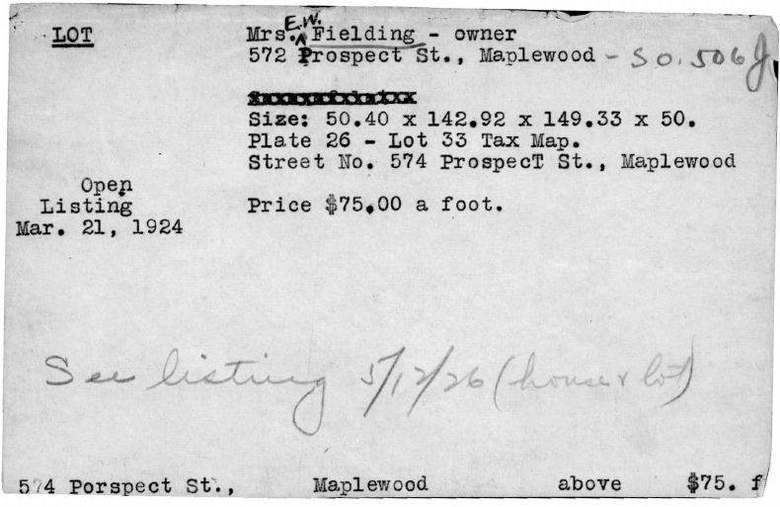 LOT
Mrs. E.W. Fielding - owner
572 Prospect St., Maplewood - SO. 506 J
Size: 50.40 x 142.92 x 149.33 x 50.
Plate 26 - Lot 33 Tax Map.
Street No. 574 ProspecT St., Maplewood
Open
Listing
Mar. 21, 1924
Price $75.00 a foot.
See listing 5/12/26 (house & lot)
574 Porspect St., Maplewood above $75. f